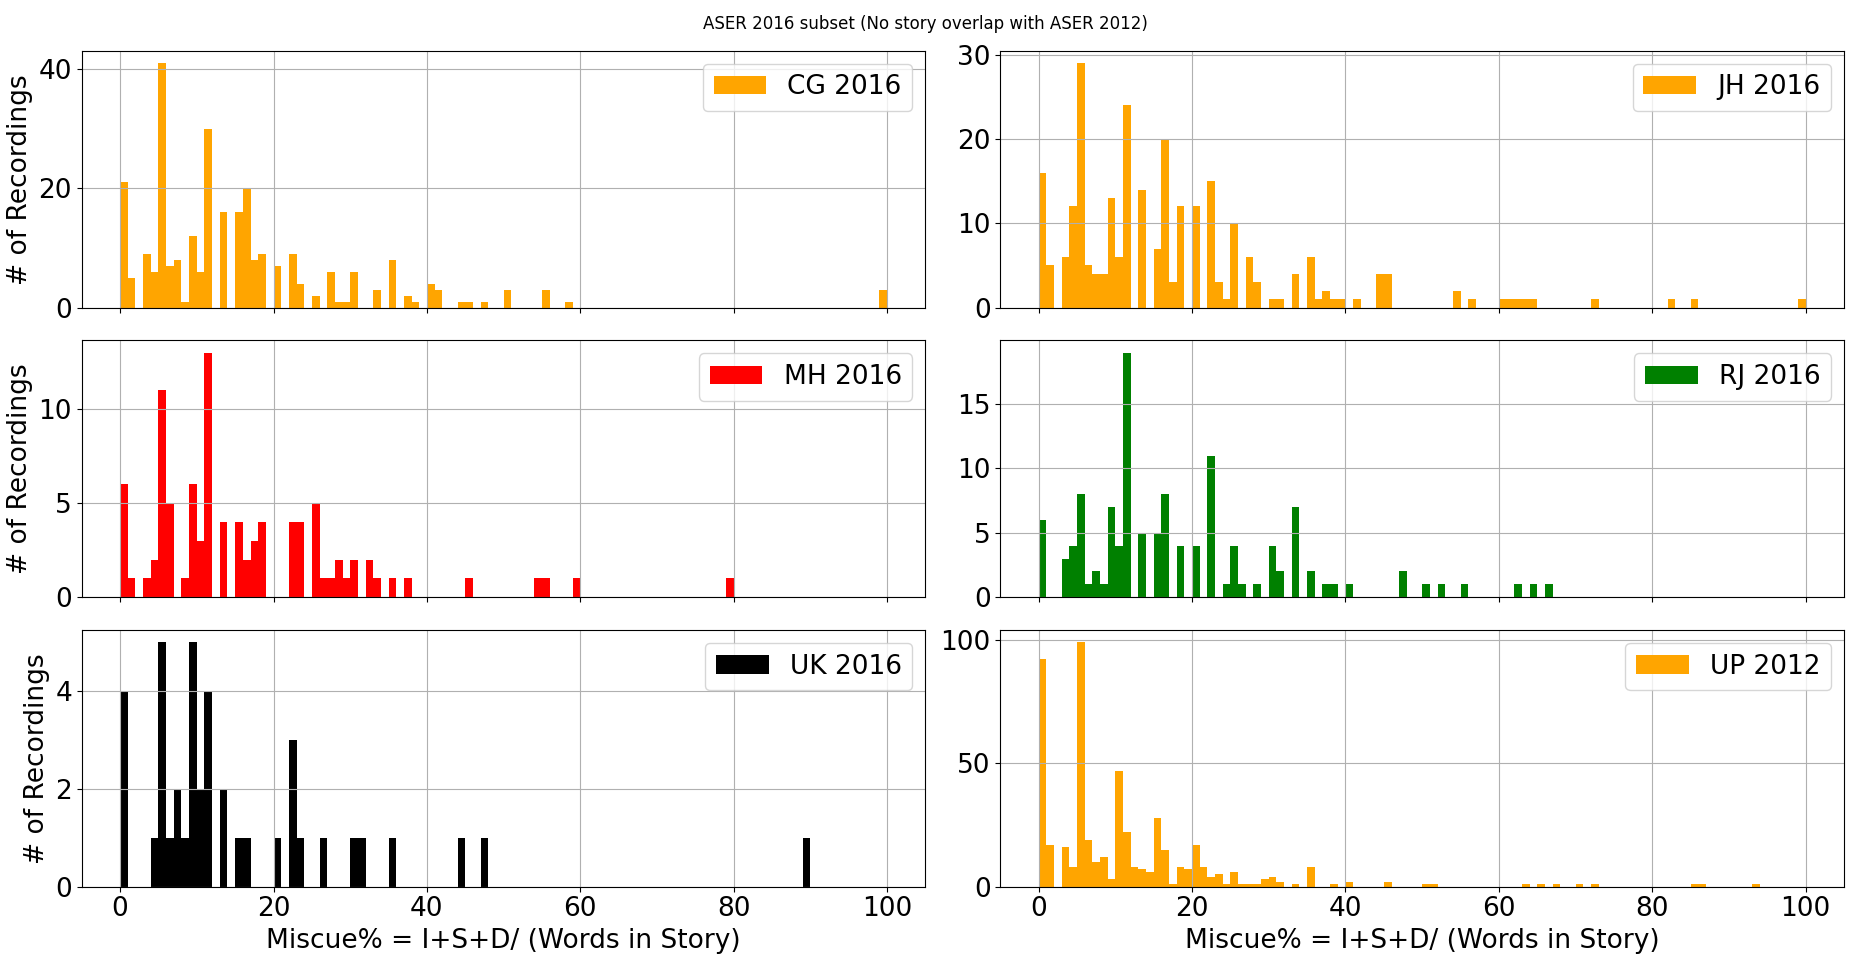 ASER 2016 subset (No story overlap with ASER 2012)
# of Recordings
40
20
0
CG 2016
30
20
10
0
JH 2016
# of Recordings
10
5
0
MH 2016
15
10
5
0
RJ 2016
# of Recordings
4
2
0
UK 2016
0 20 40 60 80 100
Miscue% = I+S+D/ (Words in Story)
100
50
0
UP 2012
0 20 40 60 80 100
Miscue% = I+S+D/ (Words in Story)